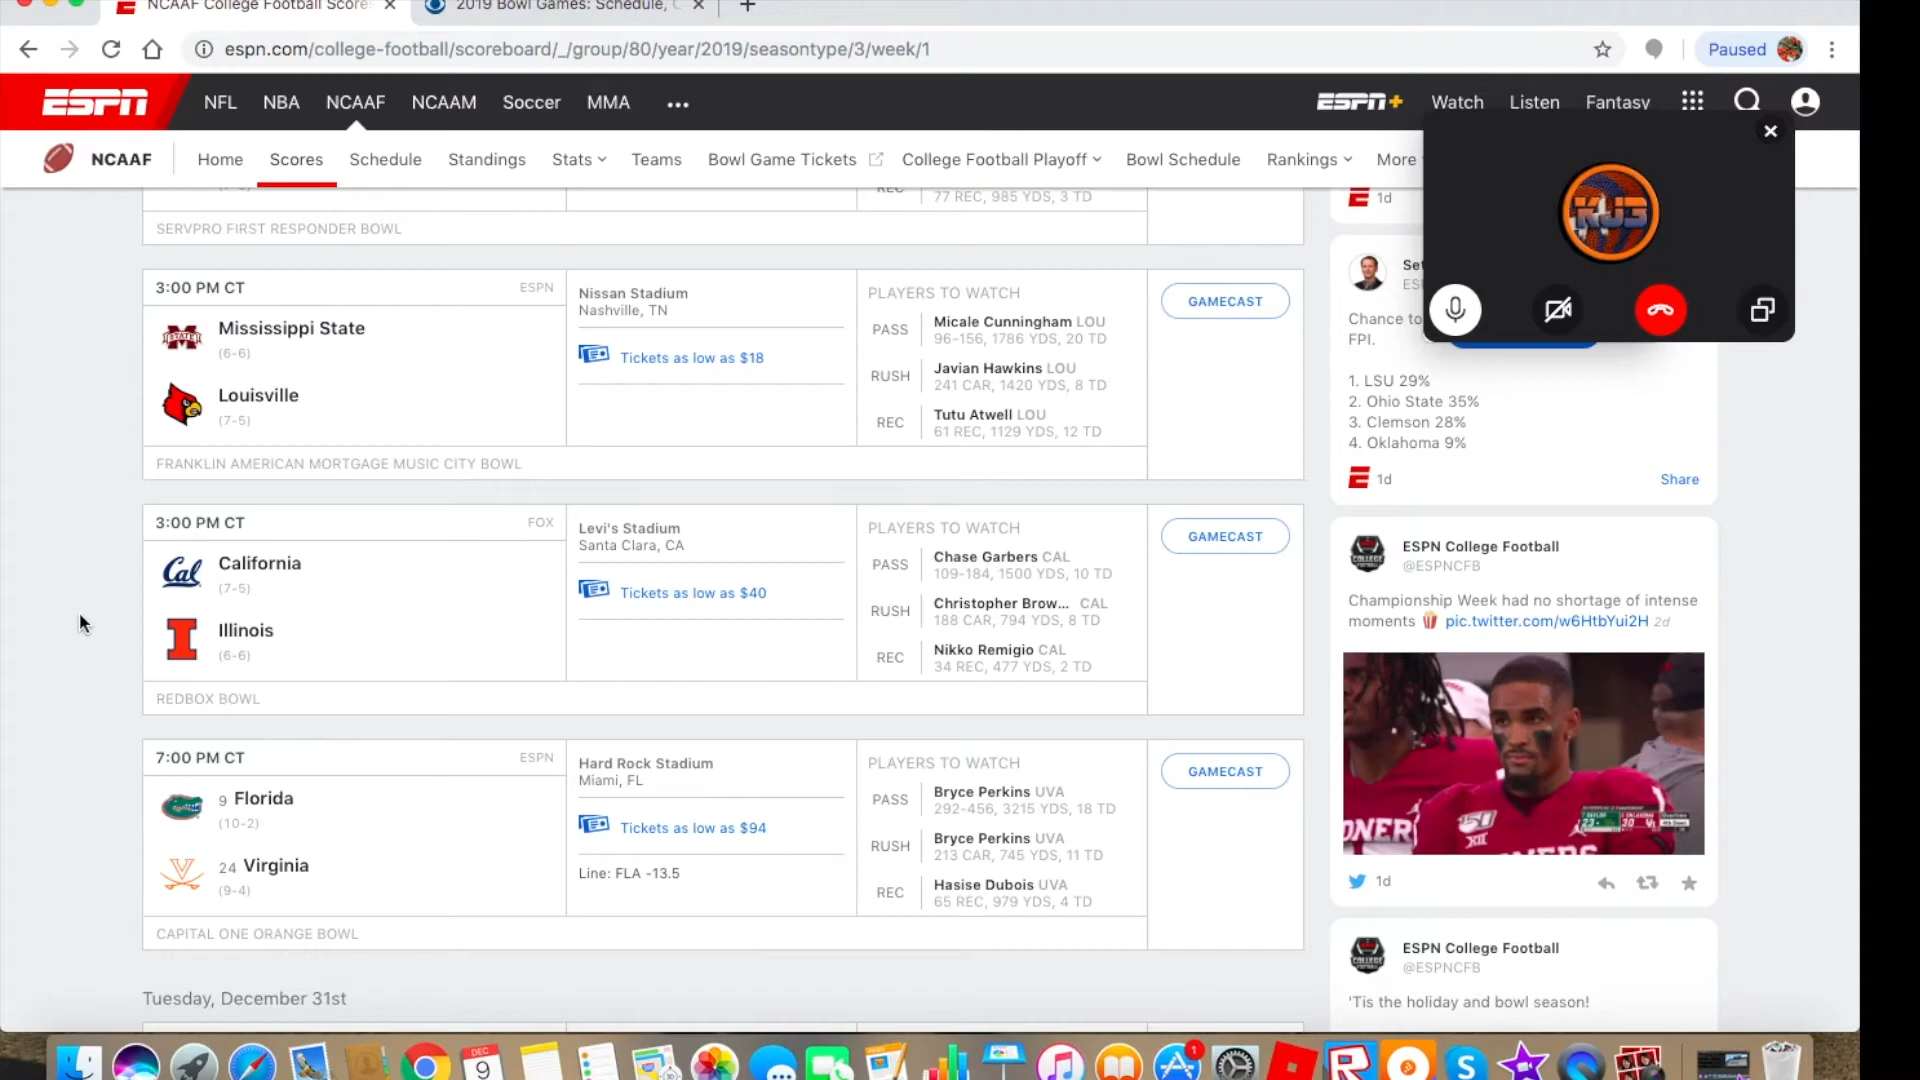 NCAAF College Football Score
2019 Bowl Games: Schedule,
espn.com/college-football/scoreboard/_/group/80/year/2019/seasontype/3/week/1
Paused
ESPN
NFL NBA NCAAF NCAAM Soccer MMA
ESPN+ Watch Listen Fantasy
NCAAF Home Scores Schedule Standings Stats Teams Bowl Game Tickets College Football Playoff Bowl Schedule Rankings More
REC 77 REC, 985 YDS, 3 TD
SERVPRO FIRST RESPONDER BOWL
3:00 PM CT ESPN
Mississippi State
(6-6)
Louisville
(7-5)
Nissan Stadium
Nashville, TN
Tickets as low as $18
PLAYERS TO WATCH
PASS Micale Cunningham LOU
96-156, 1786 YDS, 20 TD
RUSH Javian Hawkins LOU
241 CAR, 1420 YDS, 8 TD
REC Tutu Atwell LOU
61 REC, 1129 YDS, 12 TD
GAMECAST
FRANKLIN AMERICAN MORTGAGE MUSIC CITY BOWL
3:00 PM CT FOX
California
(7-5)
Illinois
(6-6)
Levi's Stadium
Santa Clara, CA
Tickets as low as $40
PLAYERS TO WATCH
PASS Chase Garbers CAL
109-184, 1500 YDS, 10 TD
RUSH Christopher Brow... CAL
188 CAR, 794 YDS, 8 TD
REC Nikko Remigio CAL
34 REC, 477 YDS, 2 TD
GAMECAST
REDBOX BOWL
7:00 PM CT ESPN
9 Florida
(10-2)
24 Virginia
(9-4)
Hard Rock Stadium
Miami, FL
Tickets as low as $94
Line: FLA -13.5
PLAYERS TO WATCH
PASS Bryce Perkins UVA
292-456, 3215 YDS, 18 TD
RUSH Bryce Perkins UVA
213 CAR, 745 YDS, 11 TD
REC Hasise Dubois UVA
65 REC, 979 YDS, 4 TD
GAMECAST
CAPITAL ONE ORANGE BOWL
Tuesday, December 31st
1d
KJ3
Set
ES
Chance to
FPI.
1. LSU 29%
2. Ohio State 35%
3. Clemson 28%
4. Oklahoma 9%
1d Share
ESPN College Football
@ESPNCFB
Championship Week had no shortage of intense
moments pic.twitter.com/w6HtbYui2H 2d
1d
ESPN College Football
@ESPNCFB
'Tis the holiday and bowl season!
DEC
9
1